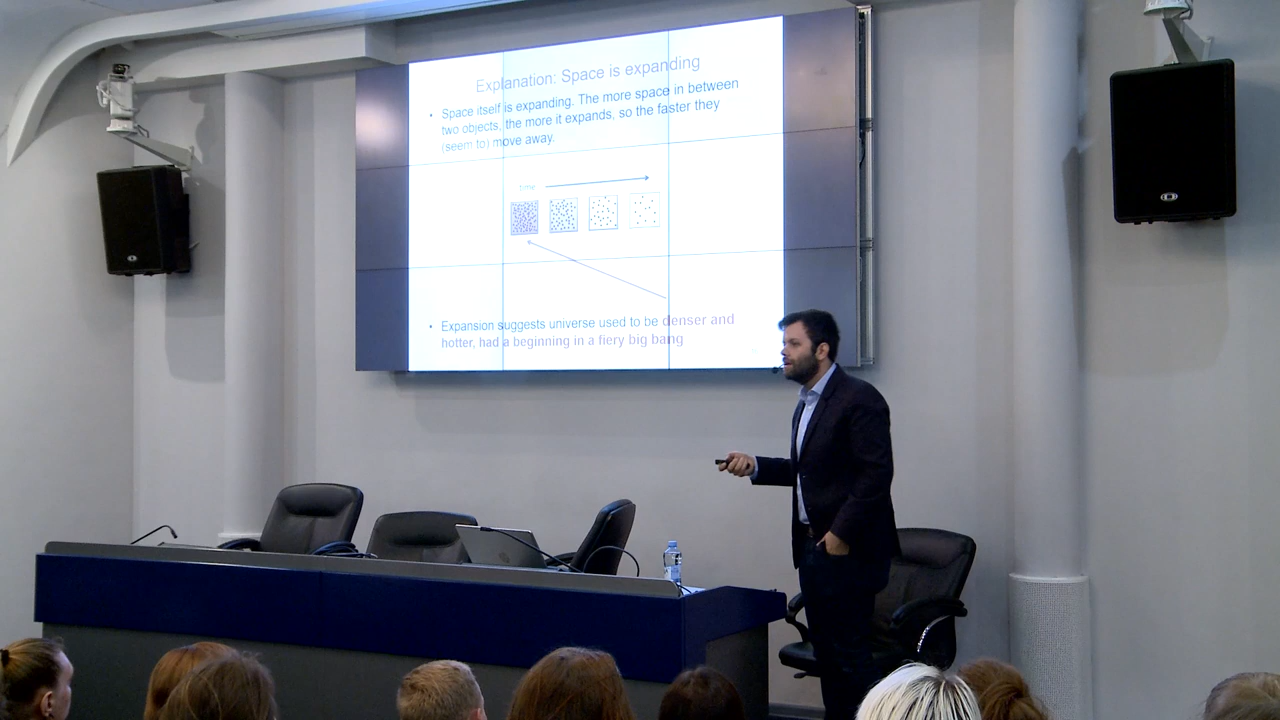 Explanation: Space is expanding
• Space itself is expanding. The more space in between
two objects, the more it expands, so the faster they
(seem to) move away.
time
• Expansion suggests universe used to be denser and
hotter, had a beginning in a fiery big bang